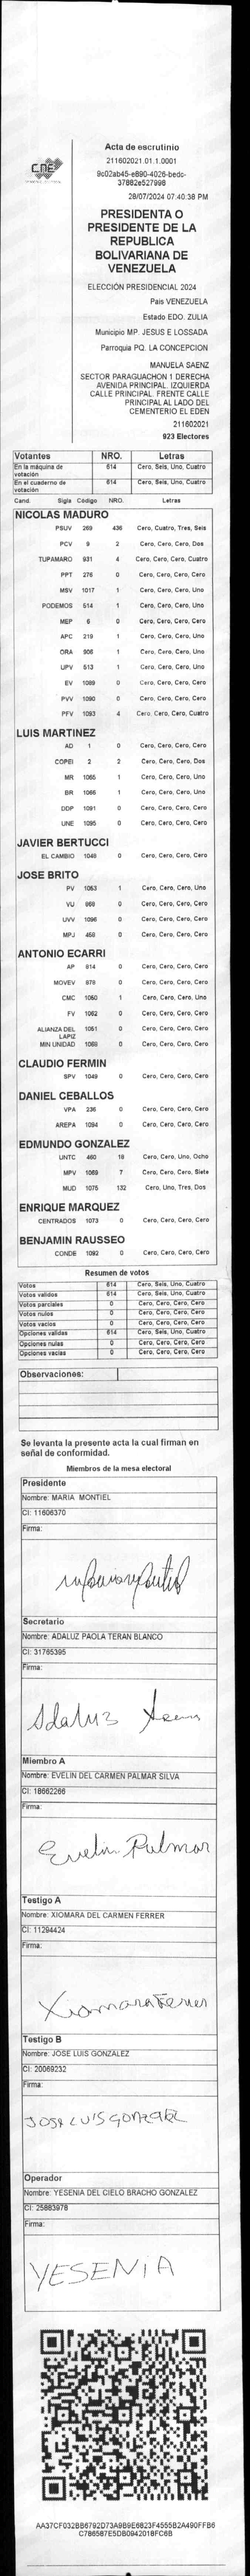 CNE
Acta de escrutinio
211602021.01.1.0001
9c02ab45-e890-4026-bedc-
37882e527998
28/07/2024 07:40:38 PM
PRESIDENTA O
PRESIDENTE DE LA
REPUBLICA
BOLIVARIANA DE
VENEZUELA
ELECCIÓN PRESIDENCIAL 2024
Pais VENEZUELA
Estado EDO. ZULIA
Municipio MP. JESUS E LOSSADA
Parroquia PQ. LA CONCEPCION
MANUELA SAENZ
SECTOR PARAGUACHON 1 DERECHA
AVENIDA PRINCIPAL. IZQUIERDA
CALLE PRINCIPAL. FRENTE CALLE
PRINCIPAL AL LADO DEL
CEMENTERIO EL EDEN
211602021
923 Electores
Votantes NRO. Letras
En la máquina de votación 614 Cero, Seis, Uno, Cuatro
En el cuaderno de votación 614 Cero, Seis, Uno, Cuatro
Cand. Sigla Código NRO. Letras
NICOLAS MADURO
PSUV 269 436 Cero, Cuatro, Tres, Seis
PCV 9 2 Cero, Cero, Cero, Dos
TUPAMARO 931 4 Cero, Cero, Cero, Cuatro
PPT 276 0 Cero, Cero, Cero, Cero
MSV 1017 1 Cero, Cero, Cero, Uno
PODEMOS 514 1 Cero, Cero, Cero, Uno
MEP 6 0 Cero, Cero, Cero, Cero
APC 219 1 Cero, Cero, Cero, Uno
ORA 906 1 Cero, Cero, Cero, Uno
UPV 513 1 Cero, Cero, Cero, Uno
EV 1089 0 Cero, Cero, Cero, Cero
PVV 1090 0 Cero, Cero, Cero, Cero
PFV 1093 4 Cero, Cero, Cero, Cuatro
LUIS MARTINEZ
AD 1 0 Cero, Cero, Cero, Cero
COPEI 2 2 Cero, Cero, Cero, Dos
MR 1065 1 Cero, Cero, Cero, Uno
BR 1066 1 Cero, Cero, Cero, Uno
DDP 1091 0 Cero, Cero, Cero, Cero
UNE 1095 0 Cero, Cero, Cero, Cero
JAVIER BERTUCCI
EL CAMBIO 1048 0 Cero, Cero, Cero, Cero
JOSE BRITO
PV 1063 1 Cero, Cero, Cero, Uno
VU 868 0 Cero, Cero, Cero, Cero
UVV 1096 0 Cero, Cero, Cero, Cero
MPJ 458 0 Cero, Cero, Cero, Cero
ANTONIO ECARRI
AP 814 0 Cero, Cero, Cero, Cero
MOVEV 978 0 Cero, Cero, Cero, Cero
CMC 1050 1 Cero, Cero, Cero, Uno
FV 1062 0 Cero, Cero, Cero, Cero
ALIANZA DEL LAPIZ 1051 0 Cero, Cero, Cero, Cero
MIN UNIDAD 1068 0 Cero, Cero, Cero, Cero
CLAUDIO FERMIN
SPV 1049 0 Cero, Cero, Cero, Cero
DANIEL CEBALLOS
VPA 236 0 Cero, Cero, Cero, Cero
AREPA 1094 0 Cero, Cero, Cero, Cero
EDMUNDO GONZALEZ
UNTC 460 18 Cero, Cero, Uno, Ocho
MPV 1069 7 Cero, Cero, Cero, Siete
MUD 1075 132 Cero, Uno, Tres, Dos
ENRIQUE MARQUEZ
CENTRADOS 1073 0 Cero, Cero, Cero, Cero
BENJAMIN RAUSSEO
CONDE 1092 0 Cero, Cero, Cero, Cero
Resumen de votos
Votos 614 Cero, Seis, Uno, Cuatro
Votos validos 614 Cero, Seis, Uno, Cuatro
Votos parciales 0 Cero, Cero, Cero, Cero
Votos nulos 0 Cero, Cero, Cero, Cero
Votos vacios 0 Cero, Cero, Cero, Cero
Opciones validas 614 Cero, Seis, Uno, Cuatro
Opciones nulas 0 Cero, Cero, Cero, Cero
Opciones vacias 0 Cero, Cero, Cero, Cero
Observaciones:
Se levanta la presente acta la cual firman en
señal de conformidad.
Miembros de la mesa electoral
Presidente
Nombre: MARIA MONTIEL
CI: 11606370
Firma:
Secretario
Nombre: ADALUZ PAOLA TERAN BLANCO
CI: 31765395
Firma:
Adaluz Teran
Miembro A
Nombre: EVELIN DEL CARMEN PALMAR SILVA
CI: 18662266
Firma:
Evelin Palmar
Testigo A
Nombre: XIOMARA DEL CARMEN FERRER
CI: 11294424
Firma:
Xiomara Ferrer
Testigo B
Nombre: JOSE LUIS GONZALEZ
CI: 20069232
Firma:
JOSE LUIS GONZALEZ
Operador
Nombre: YESENIA DEL CIELO BRACHO GONZALEZ
CI: 25883978
Firma:
YESENIA
AA37CF032BB6792D73A9B9E6823F4555B2A490FFB6
C786587E5DB0942018FC6B